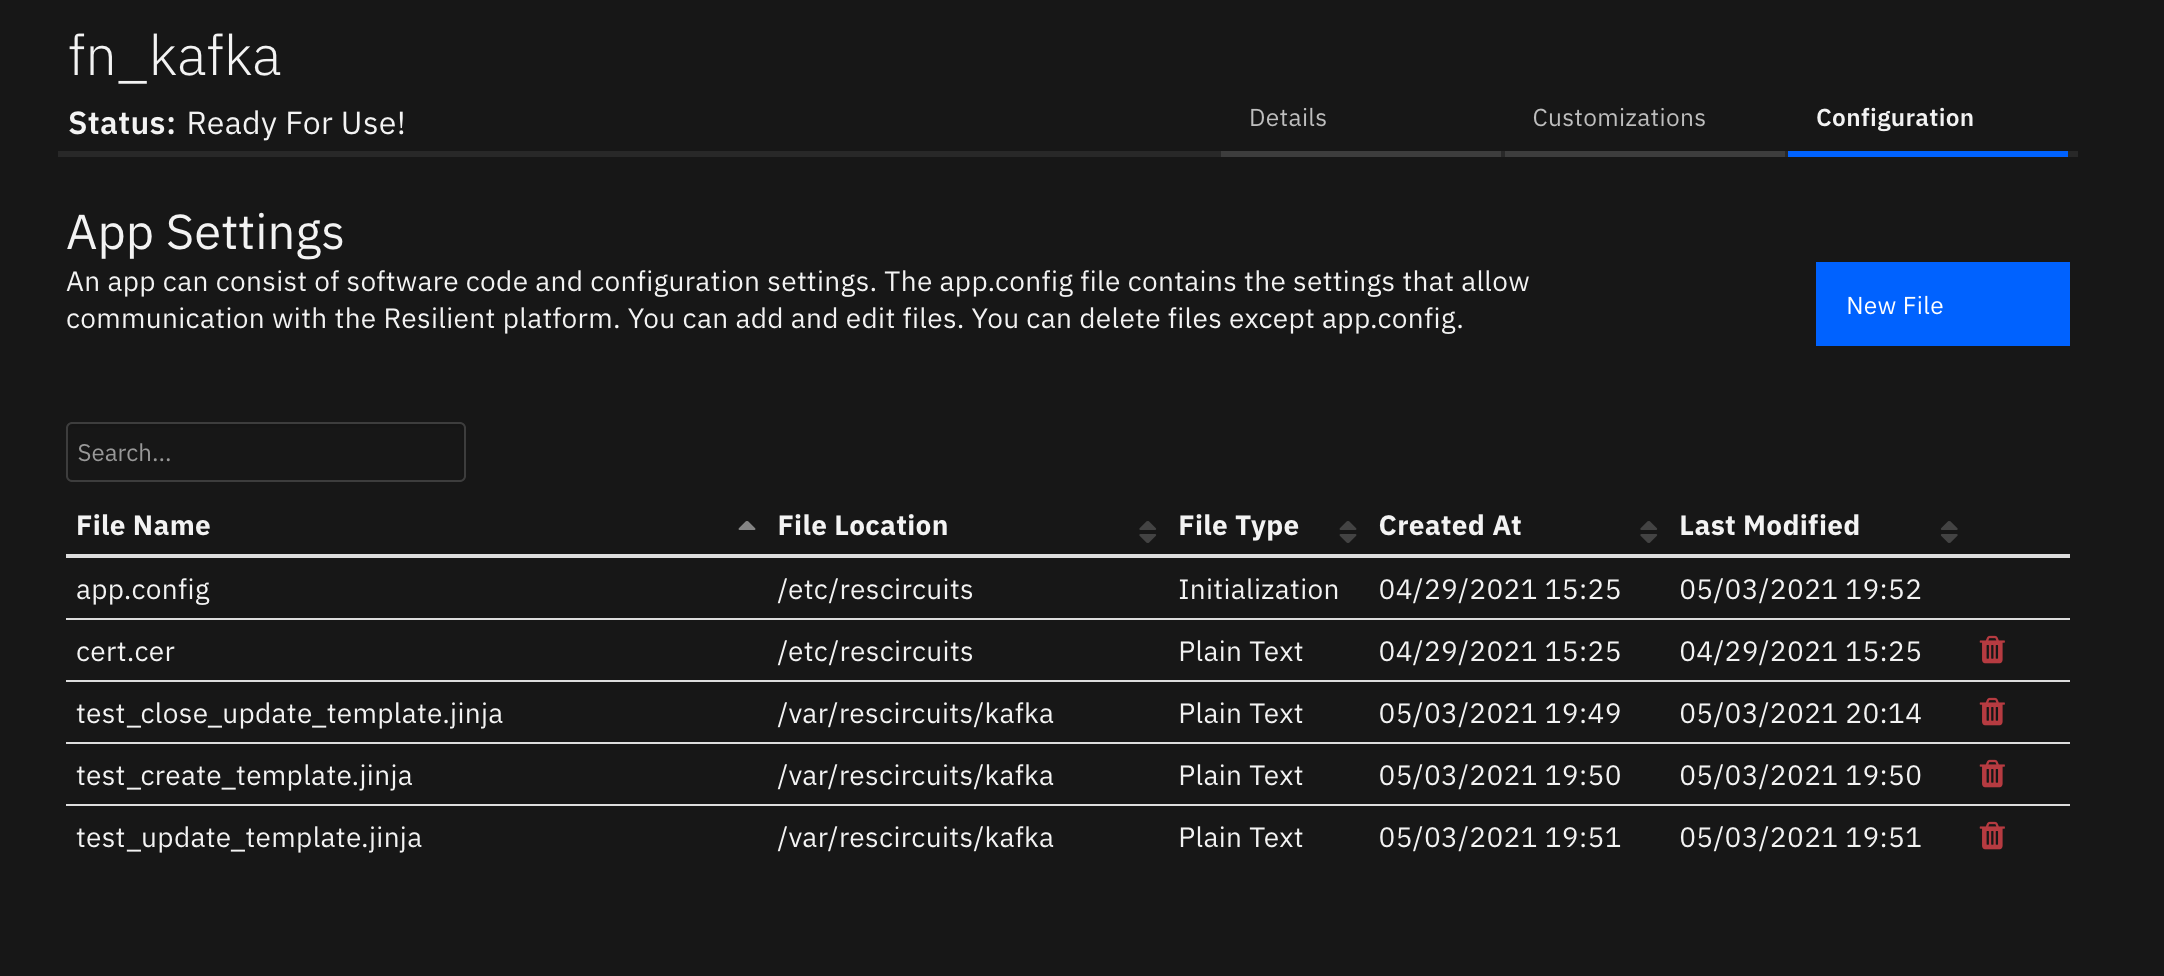 fn_kafka
Status: Ready For Use!
Details Customizations Configuration
App Settings
An app can consist of software code and configuration settings. The app.config file contains the settings that allow
communication with the Resilient platform. You can add and edit files. You can delete files except app.config.
New File
Search...
File Name File Location File Type Created At Last Modified
app.config /etc/rescircuits Initialization 04/29/2021 15:25 05/03/2021 19:52
cert.cer /etc/rescircuits Plain Text 04/29/2021 15:25 04/29/2021 15:25
test_close_update_template.jinja /var/rescircuits/kafka Plain Text 05/03/2021 19:49 05/03/2021 20:14
test_create_template.jinja /var/rescircuits/kafka Plain Text 05/03/2021 19:50 05/03/2021 19:50
test_update_template.jinja /var/rescircuits/kafka Plain Text 05/03/2021 19:51 05/03/2021 19:51